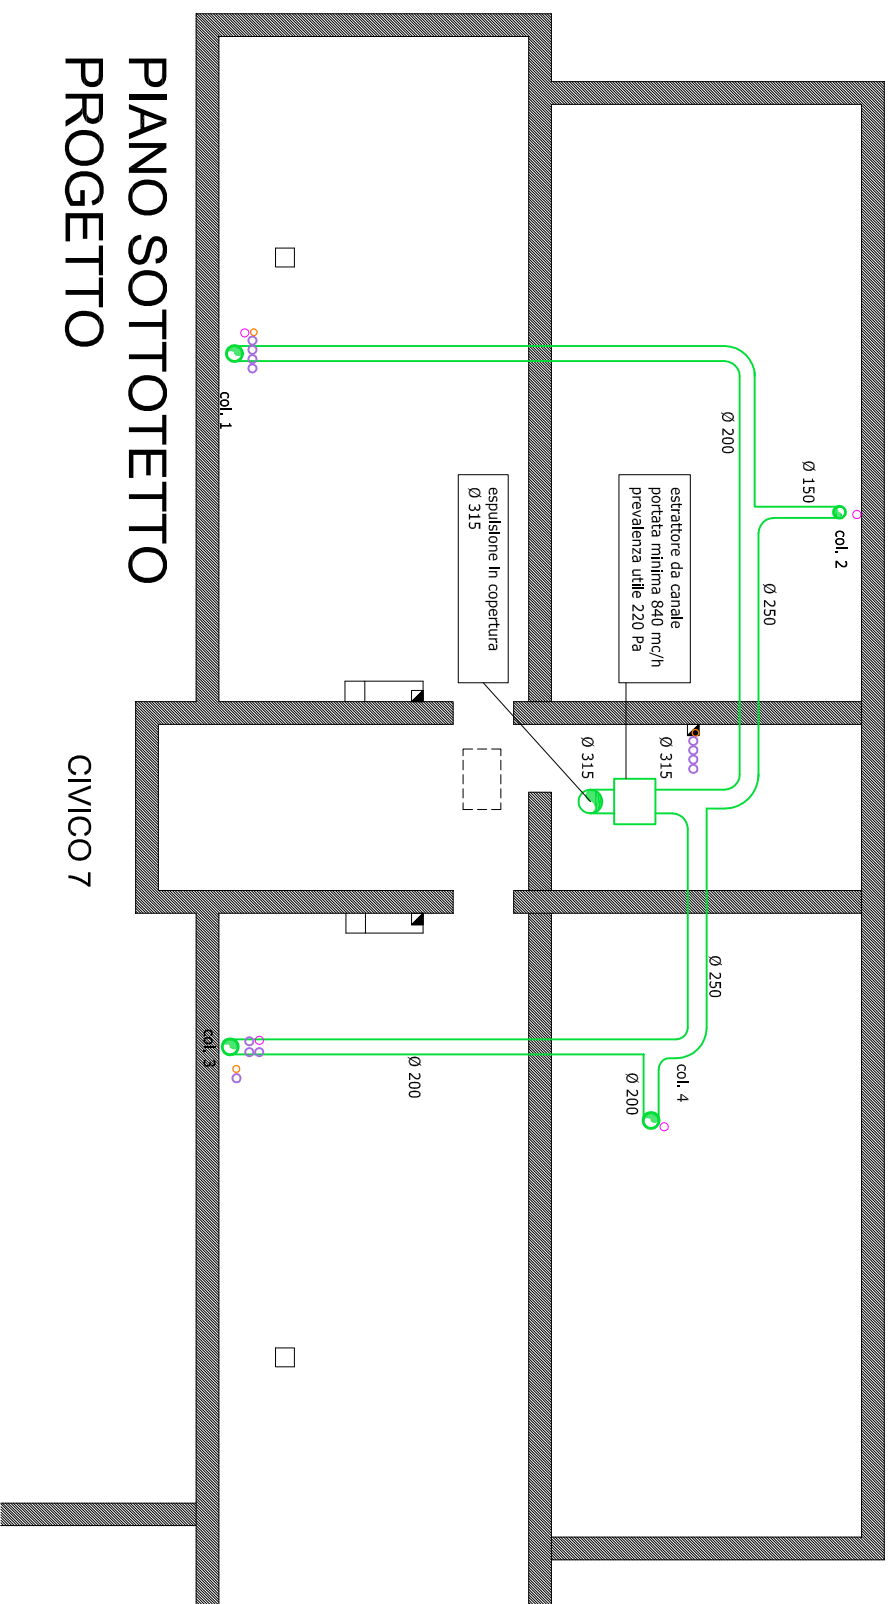 PIANO SOTTOTETTO
PROGETTO
CIVICO 7
col. 1
Ø 200
Ø 150
col. 2
Ø 250
estrattore da canale
portata minima 840 mc/h
prevalenza utile 220 Pa
espulsione in copertura
Ø 315
Ø 315
Ø 315
Ø 250
col. 3
Ø 200
col. 4
Ø 200